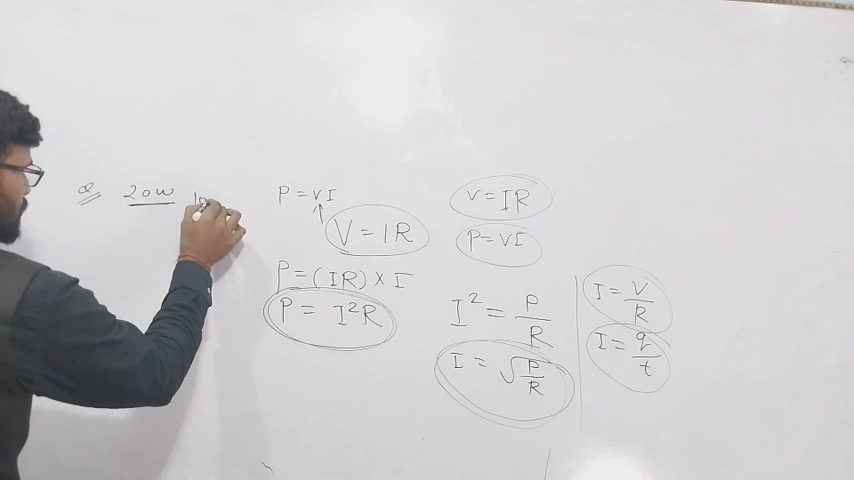 Q 20W
P = VI
V = IR
P = (IR) × I
P = I²R
V = IR
P = VI
I² = P/R
I = √P/R
I = V/R
I = q/t